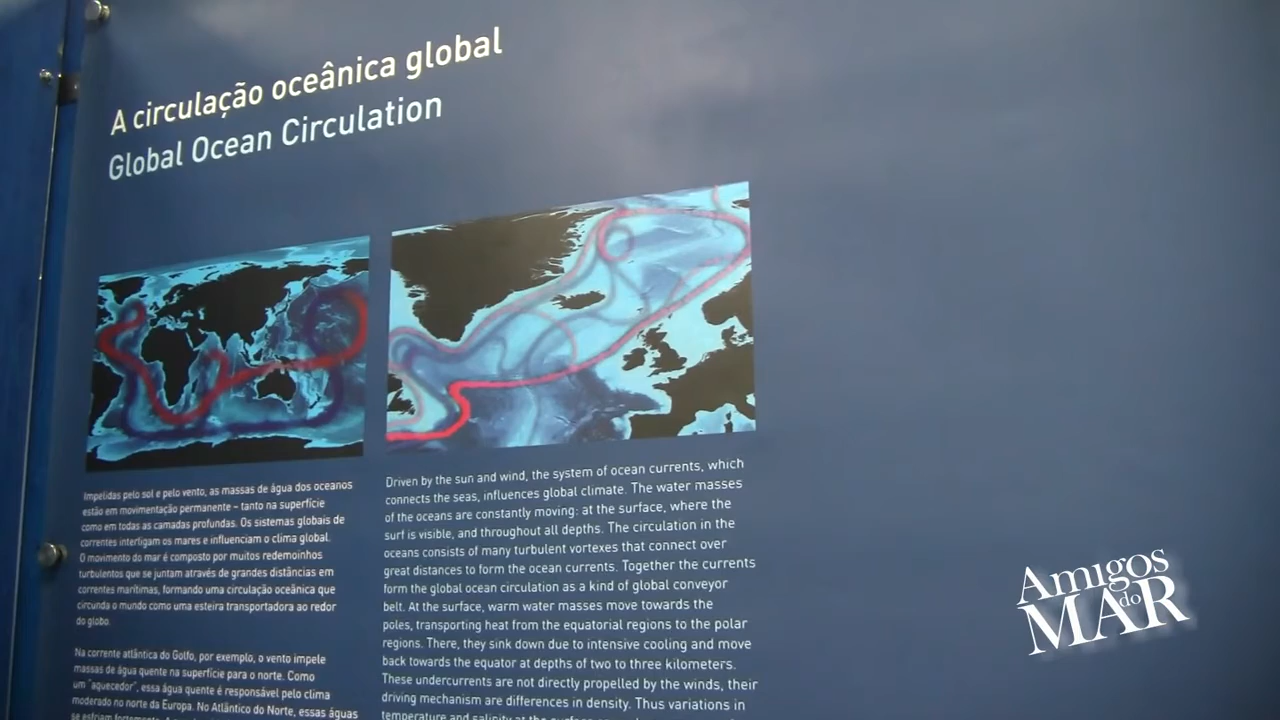 A circulação oceânica global
Global Ocean Circulation
Impelidas pelo sol e pelo vento, as massas de água dos oceanos
estão em movimentação permanente – tanto na superfície
como em todas as camadas profundas. Os sistemas globais de
correntes interligam os mares e influenciam o clima global.
O movimento do mar é composto por muitos redemoinhos
turbulentos que se juntam através de grandes distâncias em
correntes marítimas, formando uma circulação oceânica que
circunda o mundo como uma esteira transportadora ao redor
do globo.
Na corrente atlântica do Golfo, por exemplo, o vento impele
massas de água quente na superfície para o norte. Como
um "aquecedor", essa água quente é responsável pelo clima
moderado no norte da Europa. No Atlântico do Norte, essas águas
se esfriam fortemente.
Driven by the sun and wind, the system of ocean currents, which
connects the seas, influences global climate. The water masses
of the oceans are constantly moving: at the surface, where the
surf is visible, and throughout all depths. The circulation in the
oceans consists of many turbulent vortexes that connect over
great distances to form the ocean currents. Together the currents
form the global ocean circulation as a kind of global conveyor
belt. At the surface, warm water masses move towards the
poles, transporting heat from the equatorial regions to the polar
regions. There, they sink down due to intensive cooling and move
back towards the equator at depths of two to three kilometers.
These undercurrents are not directly propelled by the winds, their
driving mechanism are differences in density. Thus variations in
temperature and salinity at the surface
Amigos
do
MAR